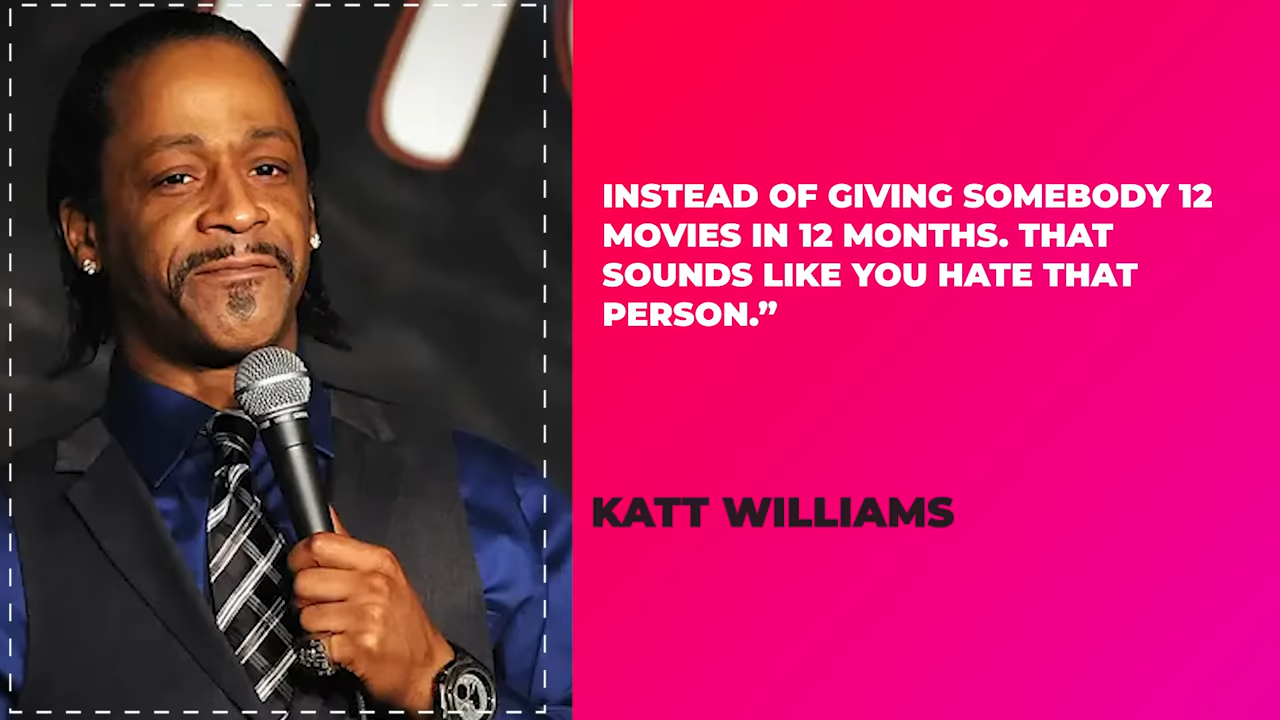 INSTEAD OF GIVING SOMEBODY 12
MOVIES IN 12 MONTHS. THAT
SOUNDS LIKE YOU HATE THAT
PERSON.”
KATT WILLIAMS